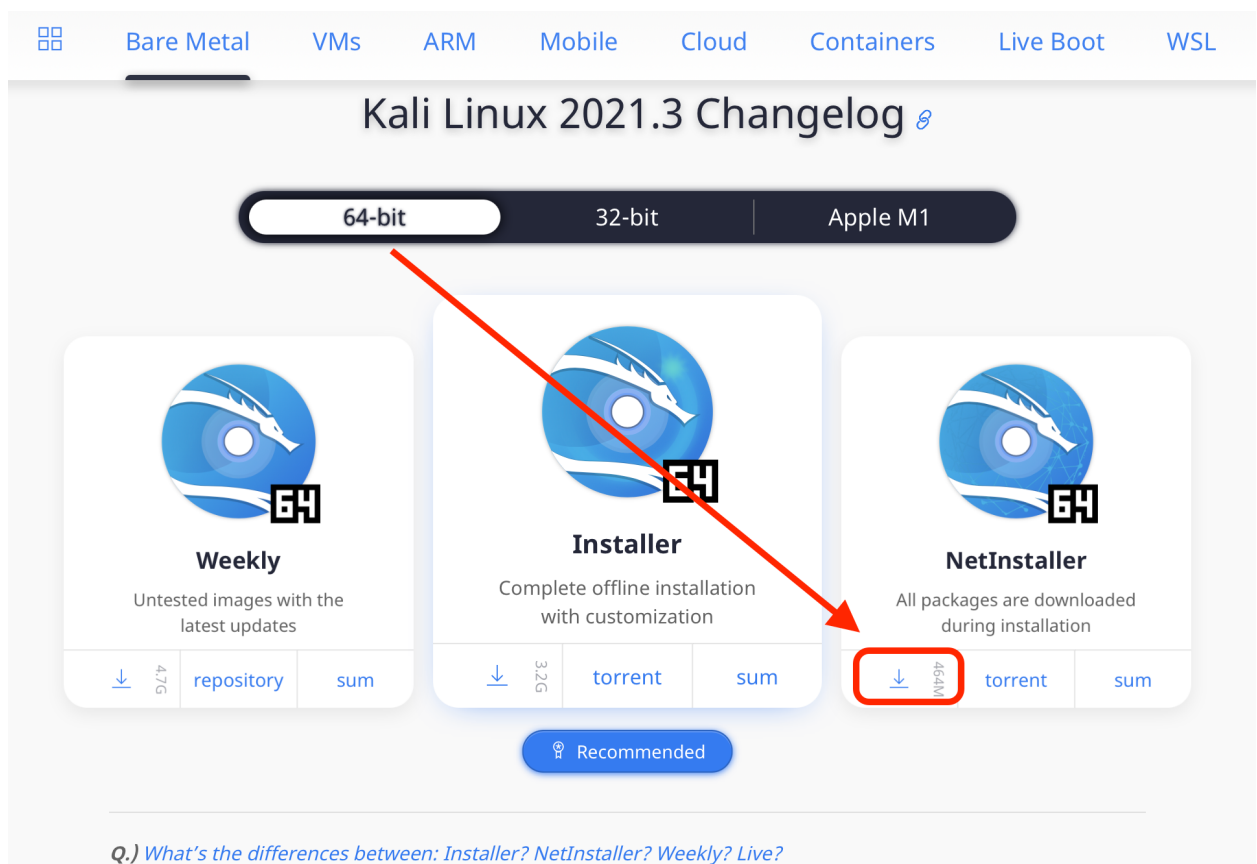 Bare Metal VMs ARM Mobile Cloud Containers Live Boot WSL
Kali Linux 2021.3 Changelog
64-bit 32-bit Apple M1
64
Weekly
Untested images with the
latest updates
4.7G repository sum
64
Installer
Complete offline installation
with customization
3.2G torrent sum
Recommended
64
NetInstaller
All packages are downloaded
during installation
464M torrent sum
Q.) What's the differences between: Installer? NetInstaller? Weekly? Live?